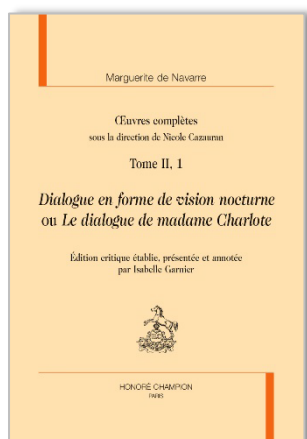 Marguerite de Navarre
Œuvres complètes
sous la direction de Nicole Cazauran
Tome II, 1
Dialogue en forme de vision nocturne
ou Le dialogue de madame Charlote
Édition critique établie, présentée et annotée
par Isabelle Garnier
HONORÉ CHAMPION
PARIS